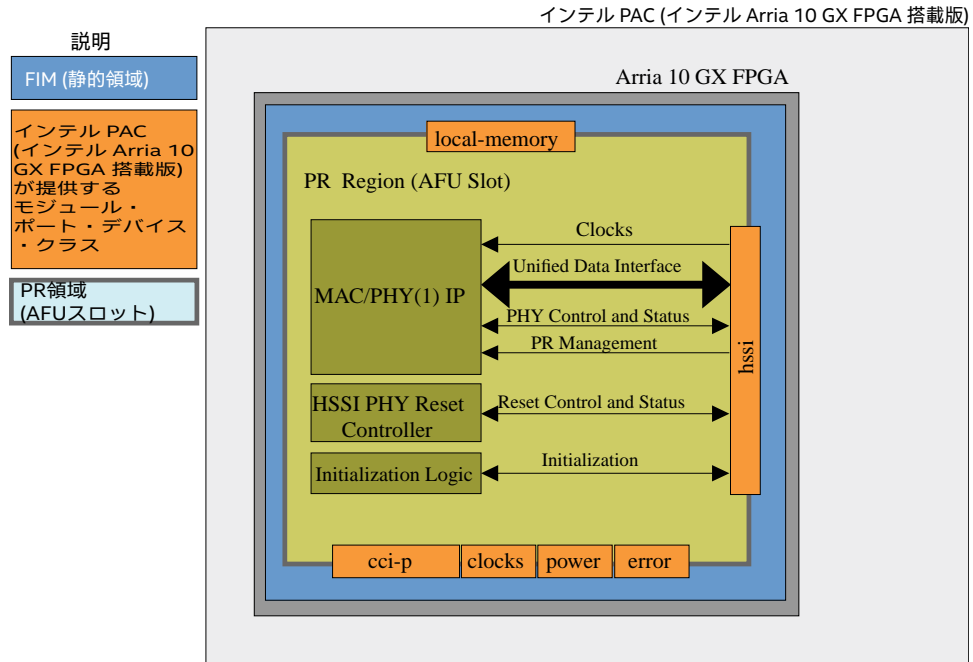 インテル PAC (インテル Arria 10 GX FPGA 搭載版)
説明
FIM (静的領域)
インテル PAC
(インテル Arria 10
GX FPGA 搭載版)
が提供する
モジュール・
ポート・デバイス
・クラス
PR領域
(AFUスロット)
Arria 10 GX FPGA
local-memory
PR Region (AFU Slot)
MAC/PHY(1) IP
Clocks
Unified Data Interface
PHY Control and Status
PR Management
hssi
HSSI PHY Reset
Controller
Reset Control and Status
Initialization Logic
Initialization
cci-p
clocks
power
error